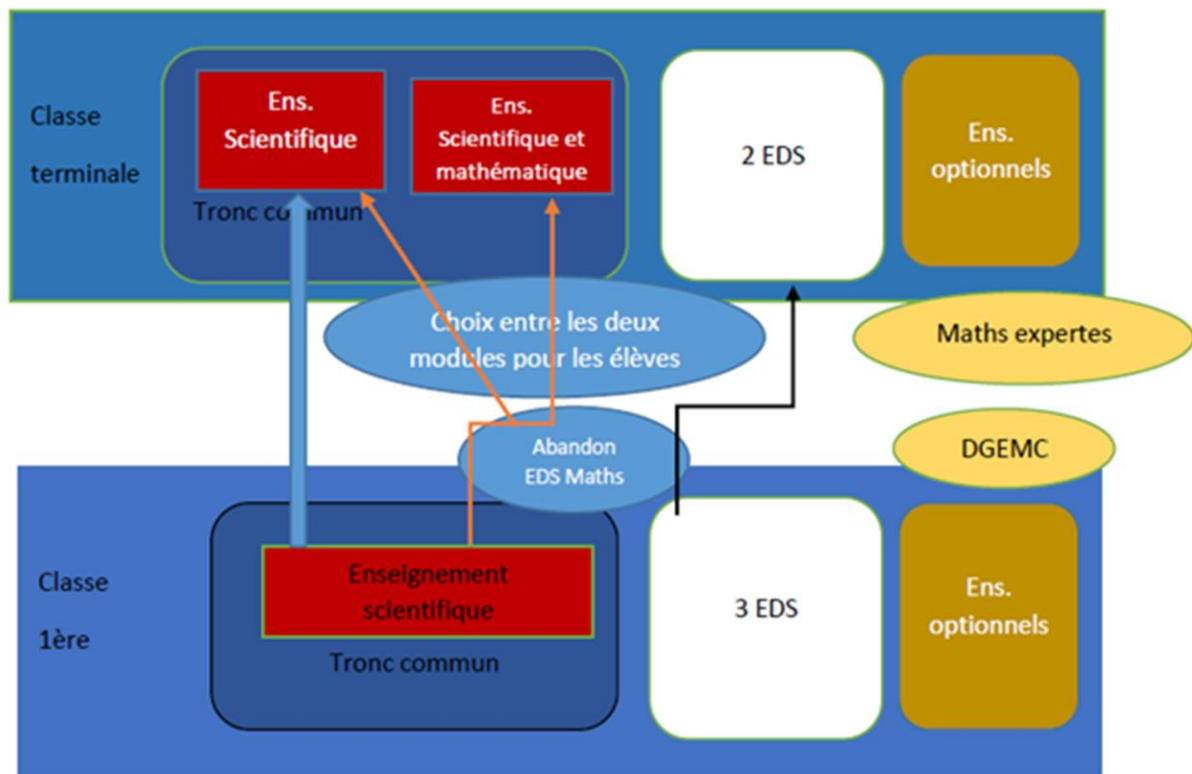 Classe
terminale
Ens.
Scientifique
Ens.
Scientifique et
mathématique
Tronc commun
2 EDS
Ens.
optionnels
Choix entre les deux
modules pour les élèves
Maths expertes
Abandon
EDS Maths
DGEMC
Classe
1ère
Enseignement
scientifique
Tronc commun
3 EDS
Ens.
optionnels